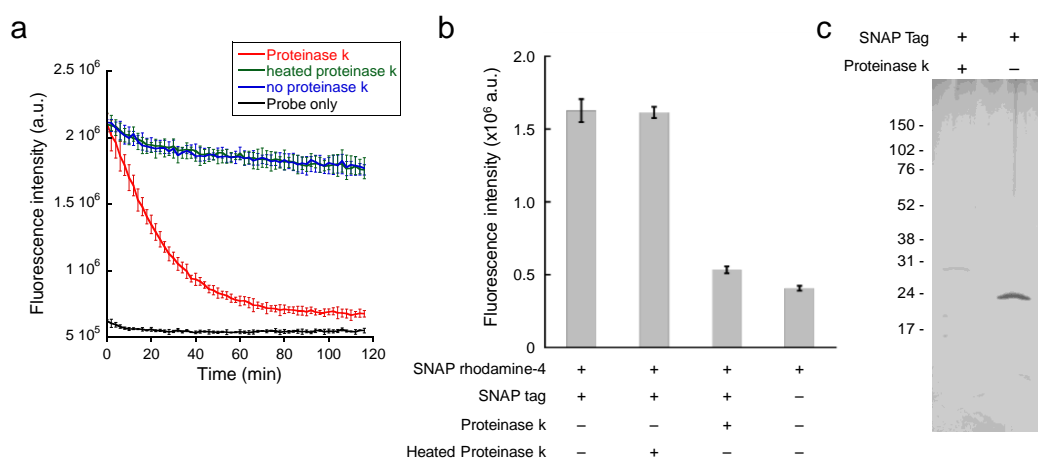 a
Proteinase k
heated proteinase k
no proteinase k
Probe only
2.5 10⁶
2 10⁶
1.5 10⁶
1 10⁶
5 10⁵
Fluorescence intensity (a.u.)
0 20 40 60 80 100 120
Time (min)
b
2.0
1.5
1.0
0.5
0
Fluorescence intensity (x10⁶ a.u.)
SNAP rhodamine-4 + + + +
SNAP tag + + + –
Proteinase k – – + –
Heated Proteinase k – + – –
c
SNAP Tag + +
Proteinase k + –
150 -
102 -
76 -
52 -
38 -
31 -
24 -
17 -